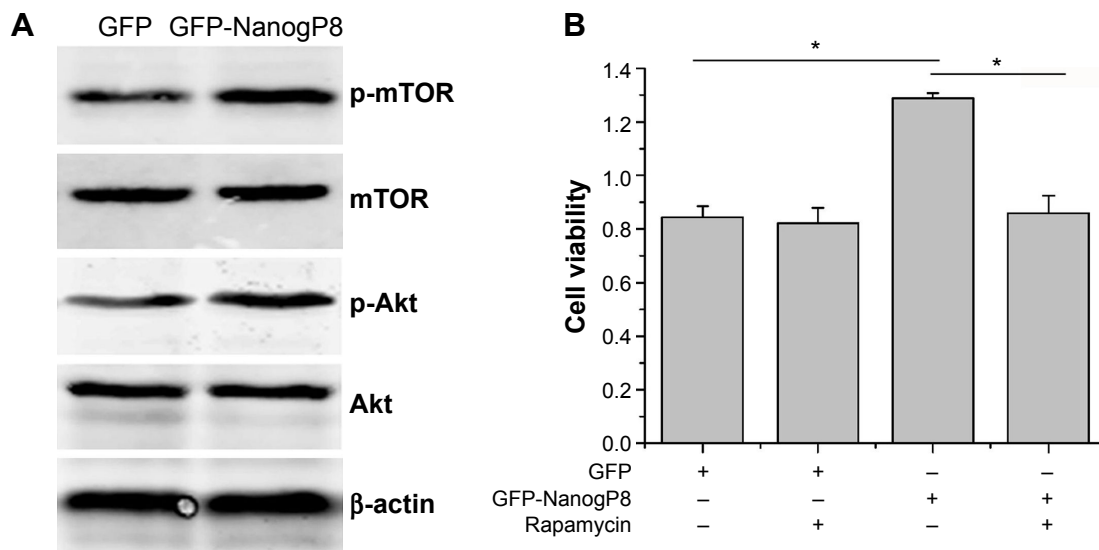 A
GFP GFP-NanogP8
p-mTOR
mTOR
p-Akt
Akt
β-actin
B
* *
1.4
1.2
1.0
0.8
0.6
0.4
0.2
0.0
Cell viability
GFP + + – –
GFP-NanogP8 – – + +
Rapamycin – + – +